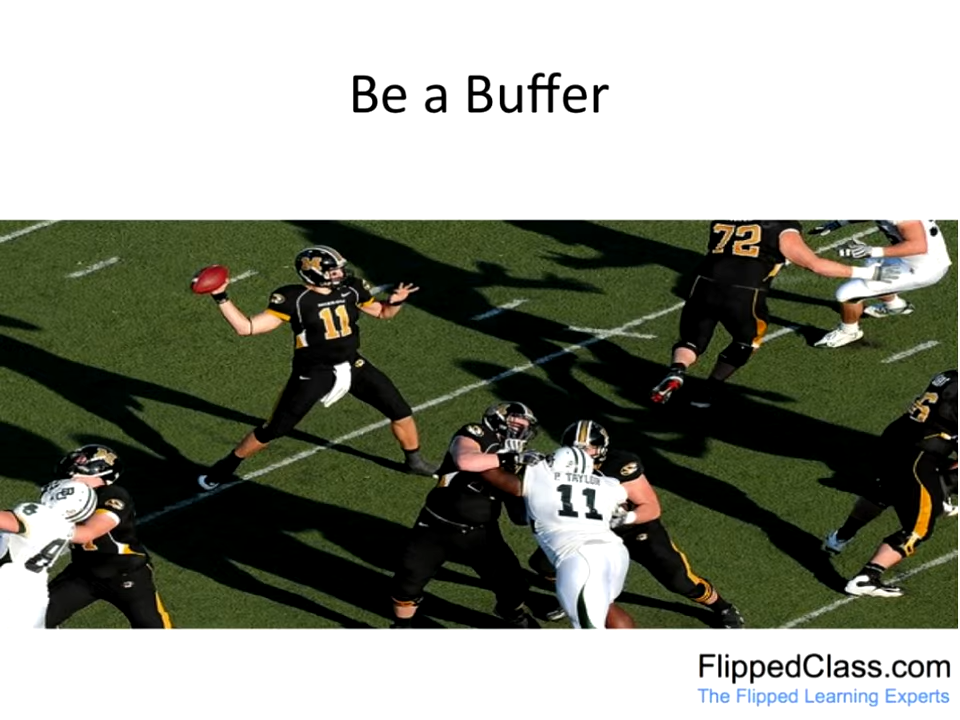 Be a Buffer
72
11
P TAYLOR
11
FlippedClass.com
The Flipped Learning Experts